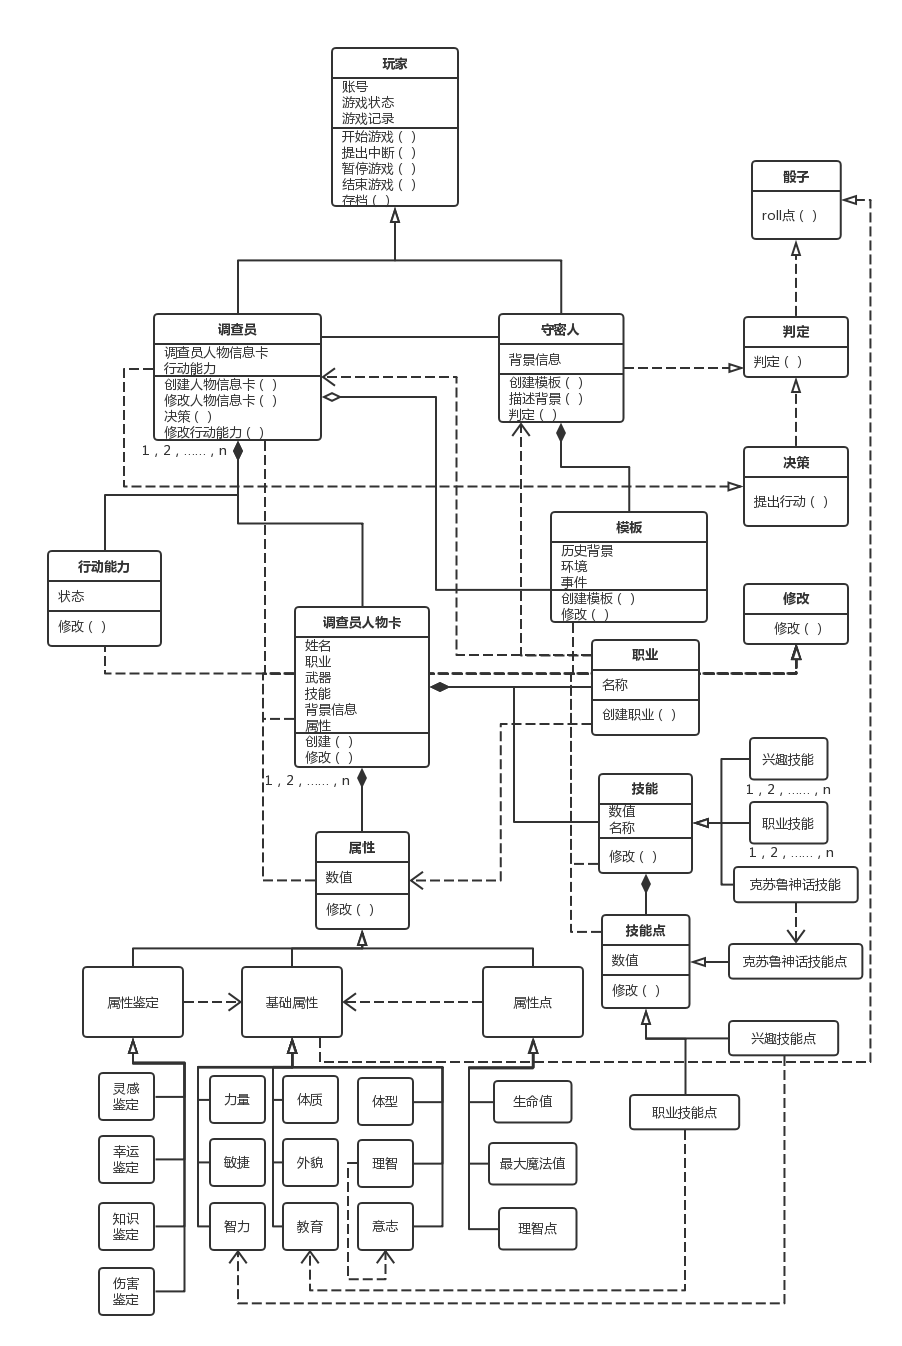 玩家
账号
游戏状态
游戏记录
开始游戏 ( )
提出中断 ( )
暂停游戏 ( )
结束游戏 ( )
存档 ( )
骰子
roll点 ( )
调查员
调查员人物信息卡
行动能力
创建人物信息卡 ( )
修改人物信息卡 ( )
决策 ( )
修改行动能力 ( )
1 , 2 , …… , n
守密人
背景信息
创建模板 ( )
描述背景 ( )
判定 ( )
判定
判定 ( )
决策
提出行动 ( )
行动能力
状态
修改 ( )
模板
历史背景
环境
事件
创建模板 ( )
修改 ( )
修改
修改 ( )
调查员人物卡
姓名
职业
武器
技能
背景信息
属性
创建 ( )
修改 ( )
1 , 2 , …… , n
职业
名称
创建职业 ( )
技能
数值
名称
修改 ( )
兴趣技能
1 , 2 , …… , n
职业技能
1 , 2 , …… , n
克苏鲁神话技能
属性
数值
修改 ( )
技能点
数值
修改 ( )
克苏鲁神话技能点
属性鉴定
基础属性
属性点
兴趣技能点
职业技能点
灵感
鉴定
幸运
鉴定
知识
鉴定
伤害
鉴定
力量
体质
体型
敏捷
外貌
理智
智力
教育
意志
生命值
最大魔法值
理智点